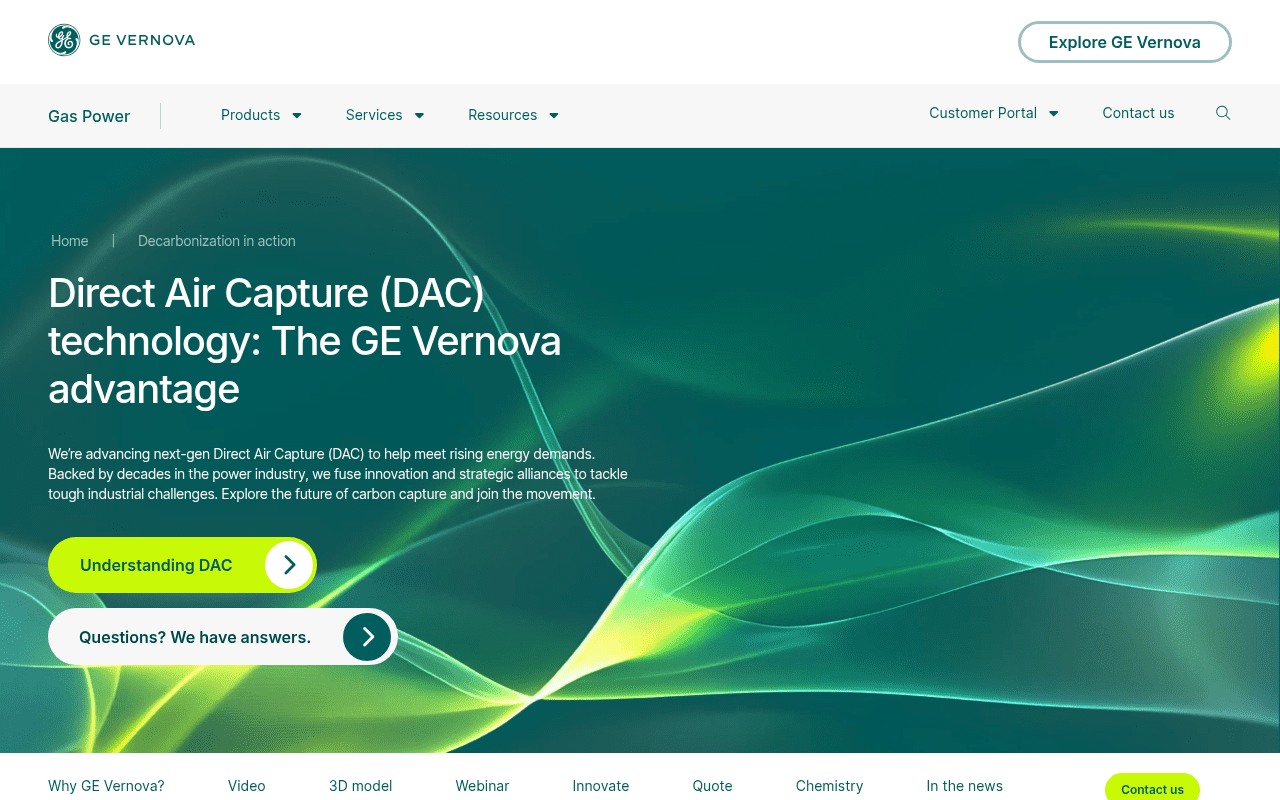 GE VERNOVA
Explore GE Vernova
Gas Power
Products
Services
Resources
Customer Portal
Contact us
Home | Decarbonization in action
Direct Air Capture (DAC)
technology: The GE Vernova
advantage
We’re advancing next-gen Direct Air Capture (DAC) to help meet rising energy demands.
Backed by decades in the power industry, we fuse innovation and strategic alliances to tackle
tough industrial challenges. Explore the future of carbon capture and join the movement.
Understanding DAC
Questions? We have answers.
Why GE Vernova?
Video
3D model
Webinar
Innovate
Quote
Chemistry
In the news
Contact us